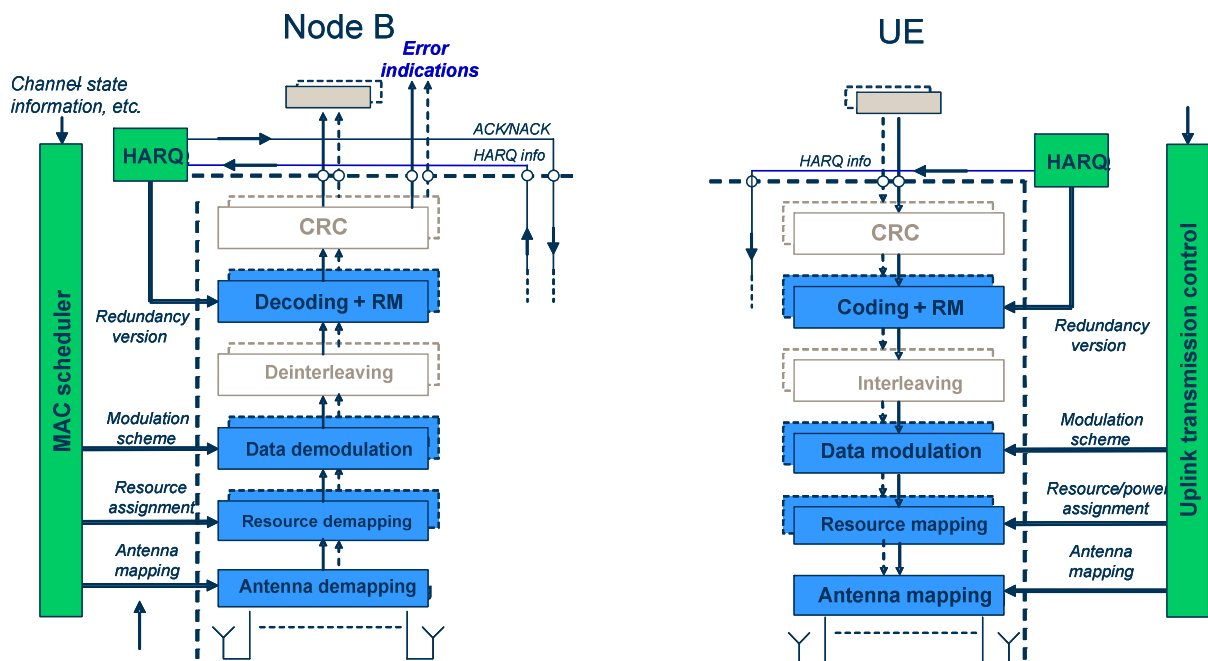 Node B
UE
Error
indications
Channel state
information, etc.
ACK/NACK
HARQ
HARQ info
HARQ info
HARQ
CRC
CRC
Decoding + RM
Coding + RM
Redundancy
version
Redundancy
version
Deinterleaving
Interleaving
MAC scheduler
Uplink transmission control
Modulation
scheme
Data demodulation
Data modulation
Modulation
scheme
Resource
assignment
Resource demapping
Resource mapping
Resource/power
assignment
Antenna
mapping
Antenna demapping
Antenna mapping
Antenna
mapping